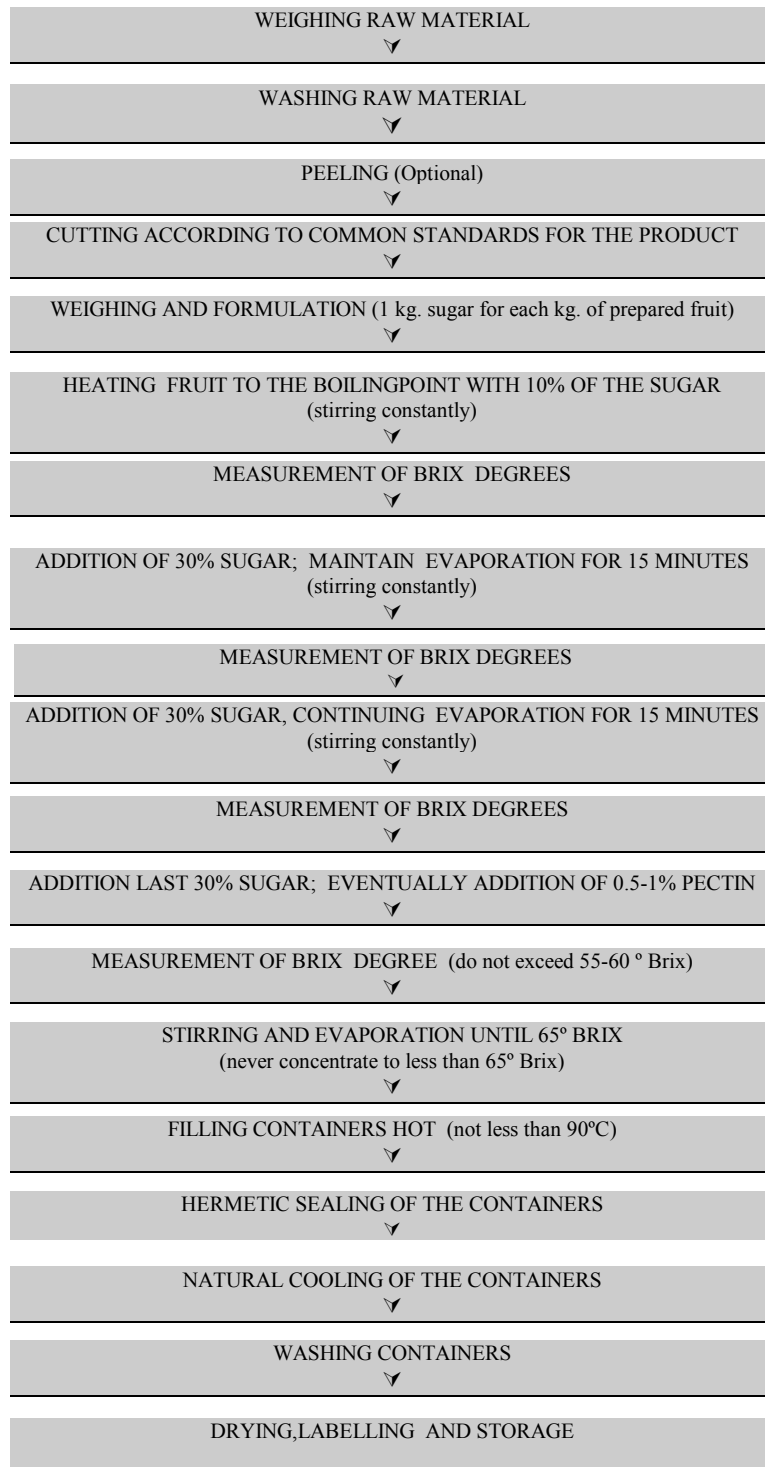 WEIGHING RAW MATERIAL
WASHING RAW MATERIAL
PEELING (Optional)
CUTTING ACCORDING TO COMMON STANDARDS FOR THE PRODUCT
WEIGHING AND FORMULATION (1 kg. sugar for each kg. of prepared fruit)
HEATING FRUIT TO THE BOILINGPOINT WITH 10% OF THE SUGAR
(stirring constantly)
MEASUREMENT OF BRIX DEGREES
ADDITION OF 30% SUGAR; MAINTAIN EVAPORATION FOR 15 MINUTES
(stirring constantly)
MEASUREMENT OF BRIX DEGREES
ADDITION OF 30% SUGAR, CONTINUING EVAPORATION FOR 15 MINUTES
(stirring constantly)
MEASUREMENT OF BRIX DEGREES
ADDITION LAST 30% SUGAR; EVENTUALLY ADDITION OF 0.5-1% PECTIN
MEASUREMENT OF BRIX DEGREE (do not exceed 55-60 º Brix)
STIRRING AND EVAPORATION UNTIL 65º BRIX
(never concentrate to less than 65º Brix)
FILLING CONTAINERS HOT (not less than 90ºC)
HERMETIC SEALING OF THE CONTAINERS
NATURAL COOLING OF THE CONTAINERS
WASHING CONTAINERS
DRYING,LABELLING AND STORAGE